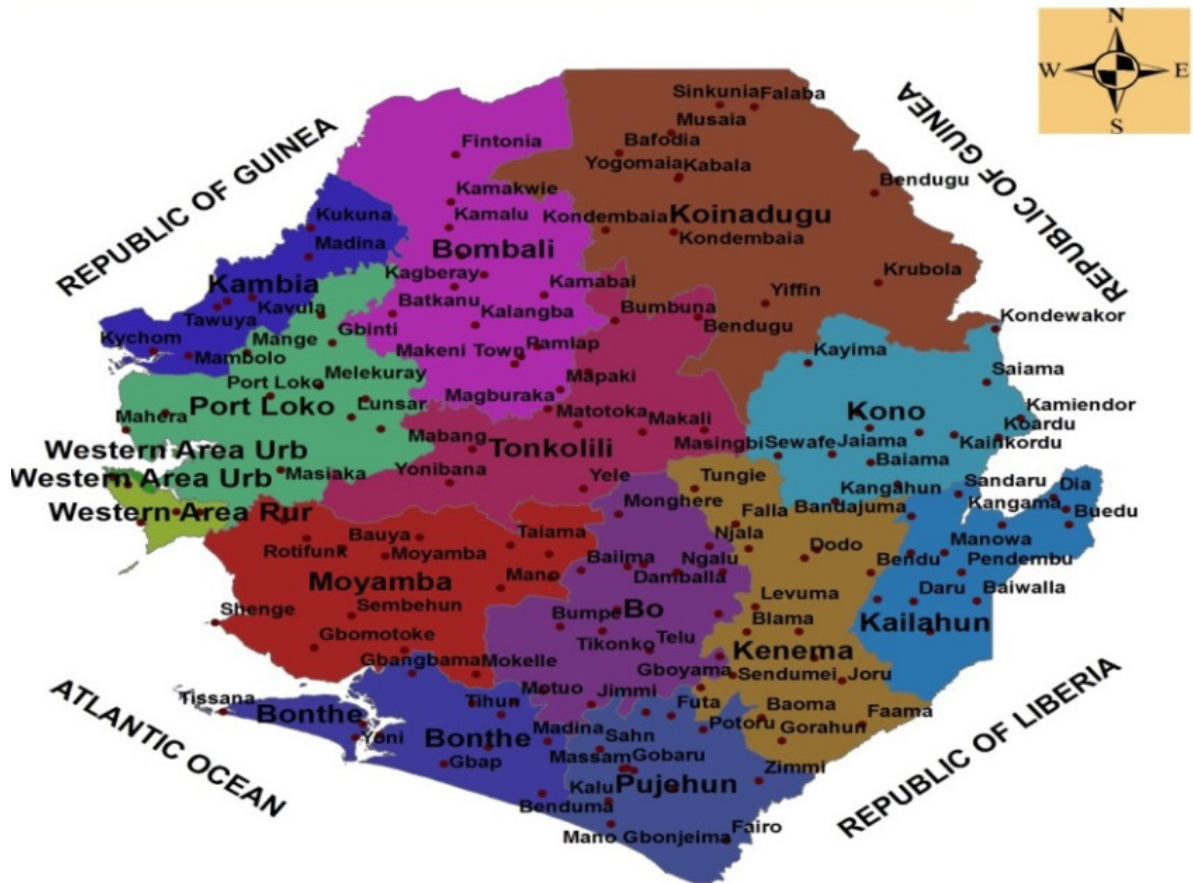 N
W E
S
REPUBLIC OF GUINEA
REPUBLIC OF GUINEA
Sinkunia Falaba
Musaia
Fintonia
Bafodia
Yogomaia Kabala
Bendugu
Kamakwie
Kukuna
Kamalu
Kondembaia
Koinadugu
Madina
Bombali
Kondembaia
Kambia
Kagberay
Kamabai
Krubola
Kavula
Batkanu
Yiffin
Tawuya
Kalangba
Bumbuna
Bendugu
Kondewakor
Kychom
Mange
Gbinti
Mambolo
Makeni Town
Pamlap
Kayima
Saiama
Port Loko
Melekuray
Mapaki
Port Loko
Lunsar
Magburaka
Kono
Kamiendor
Mahera
Matotoka
Makali
Koardu
Mabang
Tonkolili
Masingbi
Sewafe
Jaiama
Kainkordu
Western Area Urb
Baiama
Western Area Urb
Masiaka
Yonibana
Yele
Tungie
Kangahun
Sandaru
Dia
Western Area Rur
Monghere
Bandajuma
Kangama
Buedu
Falla
Rotifunk
Bauya
Taiama
Njala
Dodo
Manowa
Moyamba
Baiima
Ngalu
Bendu
Pendembu
Moyamba
Mano
Damballa
Daru
Baiwalla
Shenge
Sembehun
Bumpe
Bo
Levuma
Blama
Kailahun
Gbomotoke
Tikonko
Telu
Kenema
Gbangbama
Mokelle
Gboyama
Sendumei
Joru
ATLANTIC OCEAN
Tissana
Motuo
Jimmi
Futa
Baoma
Faama
REPUBLIC OF LIBERIA
Bonthe
Tihun
Potoru
Gorahun
Yoni
Bonthe
Madina
Sahn
Gbap
Massam
Gobaru
Zimmi
Kalu
Pujehun
Benduma
Mano Gbonjeima
Fairo